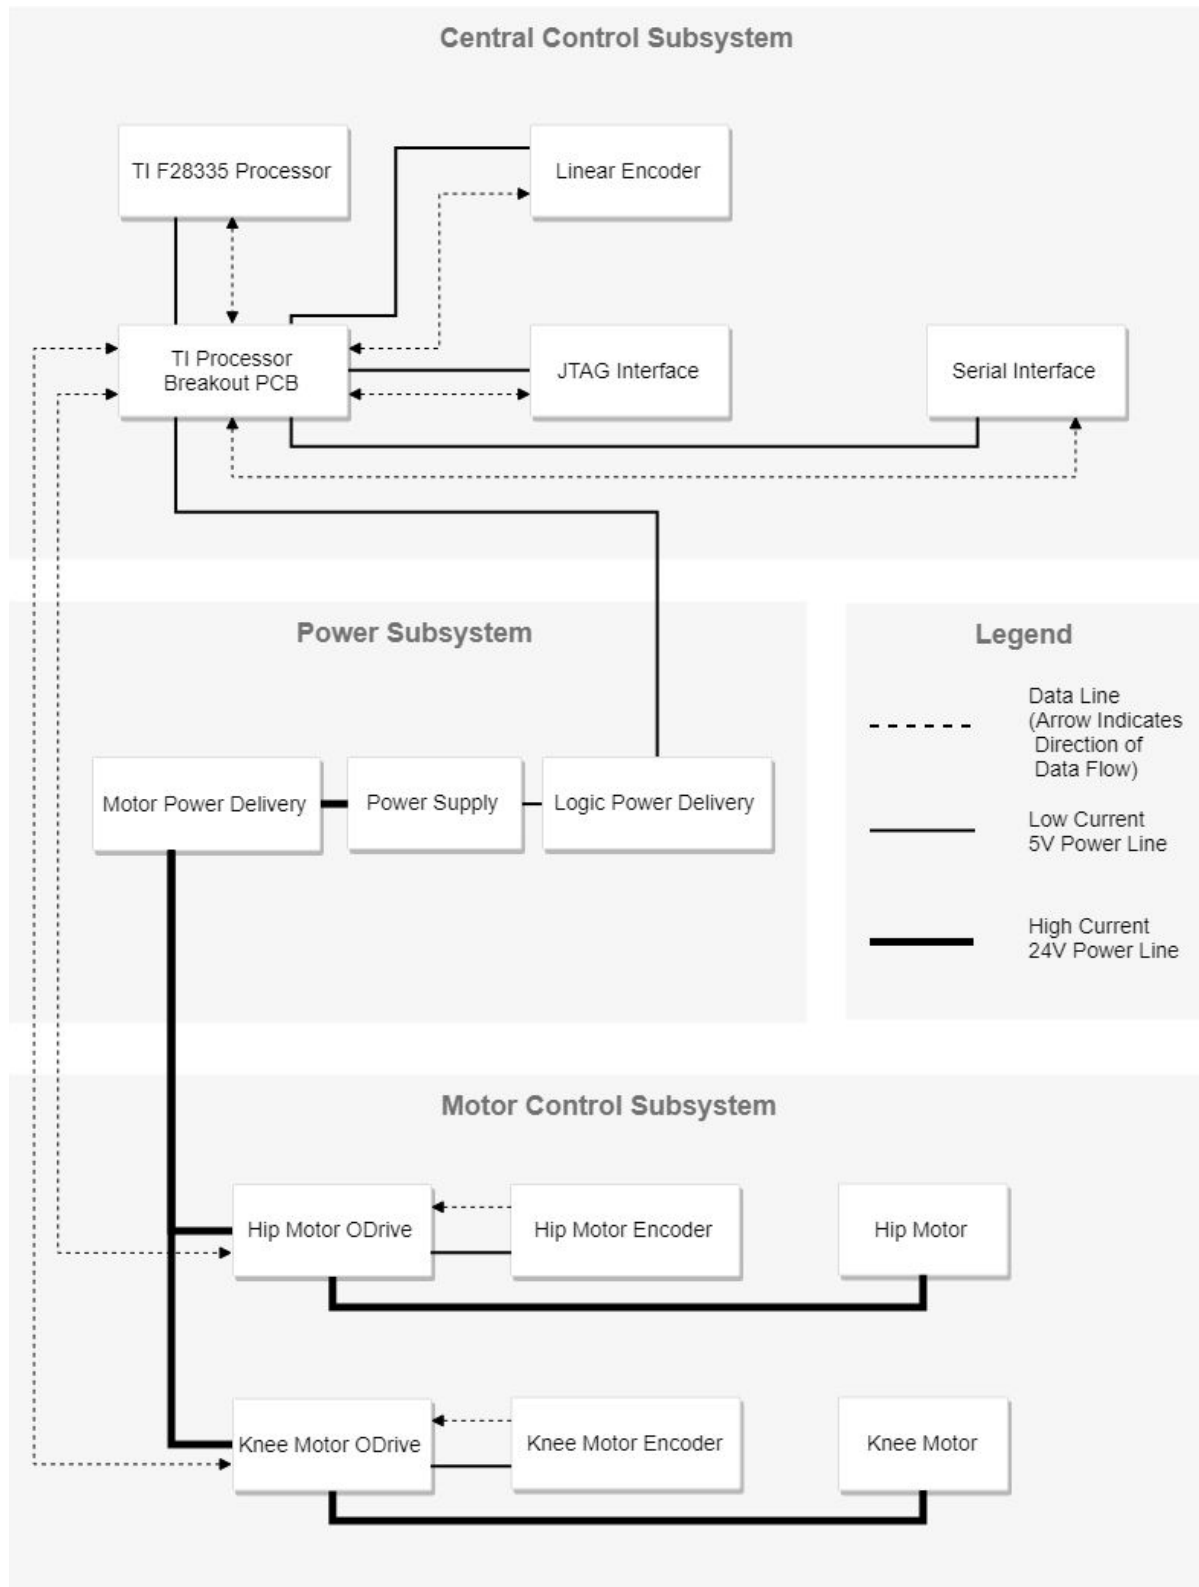 Central Control Subsystem
TI F28335 Processor
Linear Encoder
TI Processor
Breakout PCB
JTAG Interface
Serial Interface
Power Subsystem
Motor Power Delivery
Power Supply
Logic Power Delivery
Legend
Data Line
(Arrow Indicates
Direction of
Data Flow)
Low Current
5V Power Line
High Current
24V Power Line
Motor Control Subsystem
Hip Motor ODrive
Hip Motor Encoder
Hip Motor
Knee Motor ODrive
Knee Motor Encoder
Knee Motor